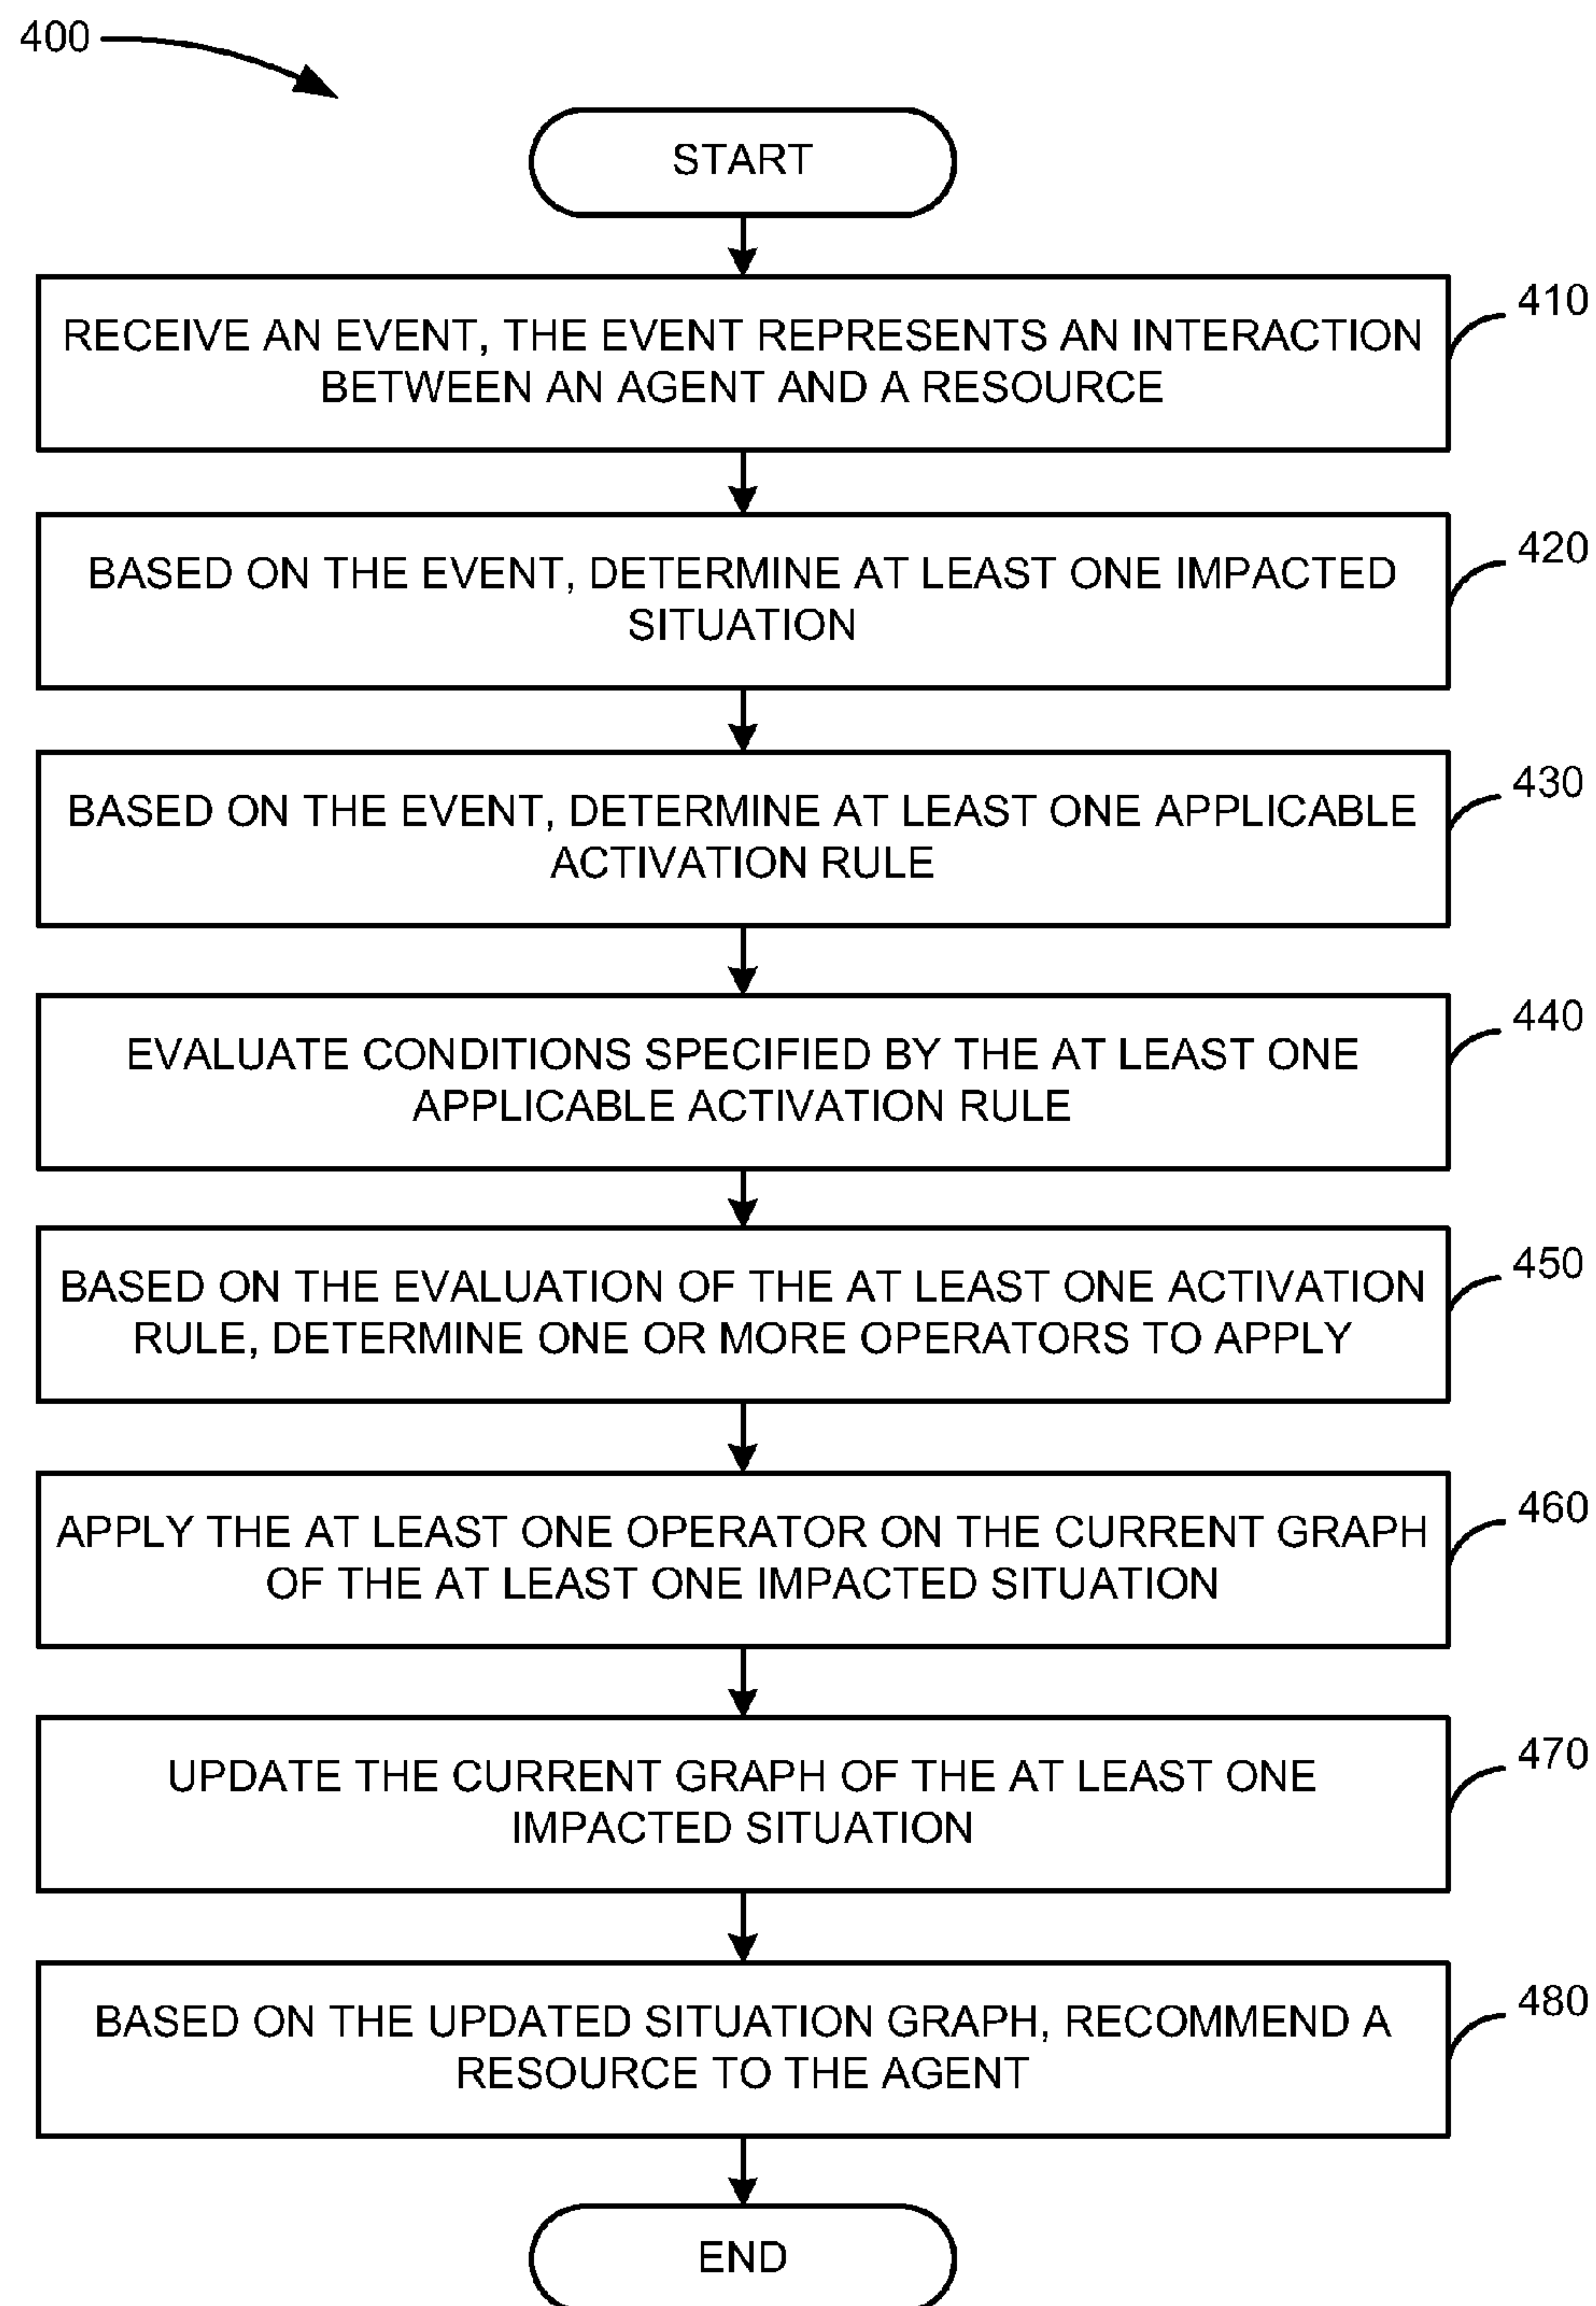 400
START
RECEIVE AN EVENT, THE EVENT REPRESENTS AN INTERACTION
BETWEEN AN AGENT AND A RESOURCE
410
BASED ON THE EVENT, DETERMINE AT LEAST ONE IMPACTED
SITUATION
420
BASED ON THE EVENT, DETERMINE AT LEAST ONE APPLICABLE
ACTIVATION RULE
430
EVALUATE CONDITIONS SPECIFIED BY THE AT LEAST ONE
APPLICABLE ACTIVATION RULE
440
BASED ON THE EVALUATION OF THE AT LEAST ONE ACTIVATION
RULE, DETERMINE ONE OR MORE OPERATORS TO APPLY
450
APPLY THE AT LEAST ONE OPERATOR ON THE CURRENT GRAPH
OF THE AT LEAST ONE IMPACTED SITUATION
460
UPDATE THE CURRENT GRAPH OF THE AT LEAST ONE
IMPACTED SITUATION
470
BASED ON THE UPDATED SITUATION GRAPH, RECOMMEND A
RESOURCE TO THE AGENT
480
END